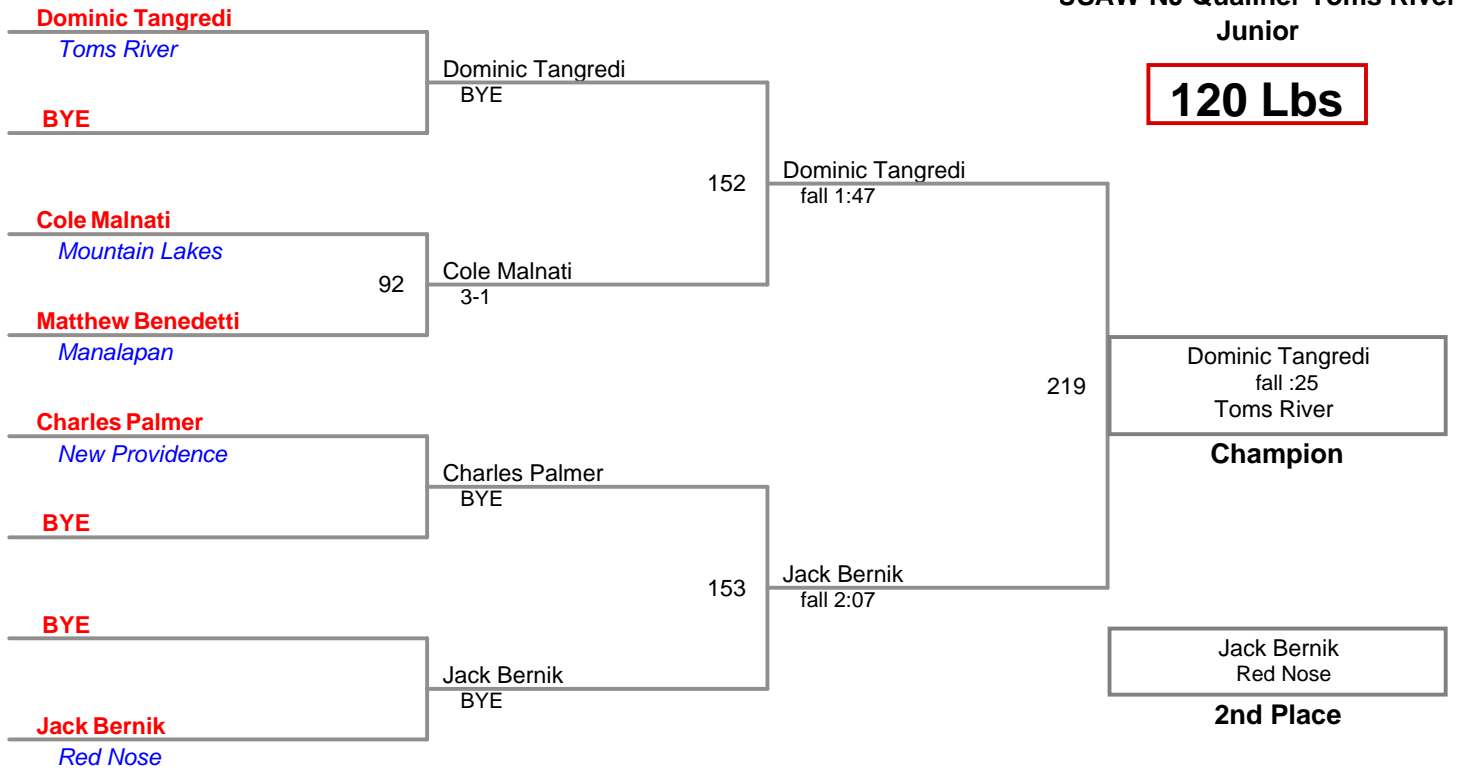 Junior
120 Lbs
Dominic Tangredi
Toms River
BYE
Cole Malnati
Mountain Lakes
92
Matthew Benedetti
Manalapan
Charles Palmer
New Providence
BYE
BYE
Jack Bernik
Red Nose
Dominic Tangredi
BYE
152
Cole Malnati
3-1
Charles Palmer
BYE
153
Jack Bernik
BYE
Dominic Tangredi
fall 1:47
219
Jack Bernik
fall 2:07
Dominic Tangredi
fall :25
Toms River
Champion
Jack Bernik
Red Nose
2nd Place